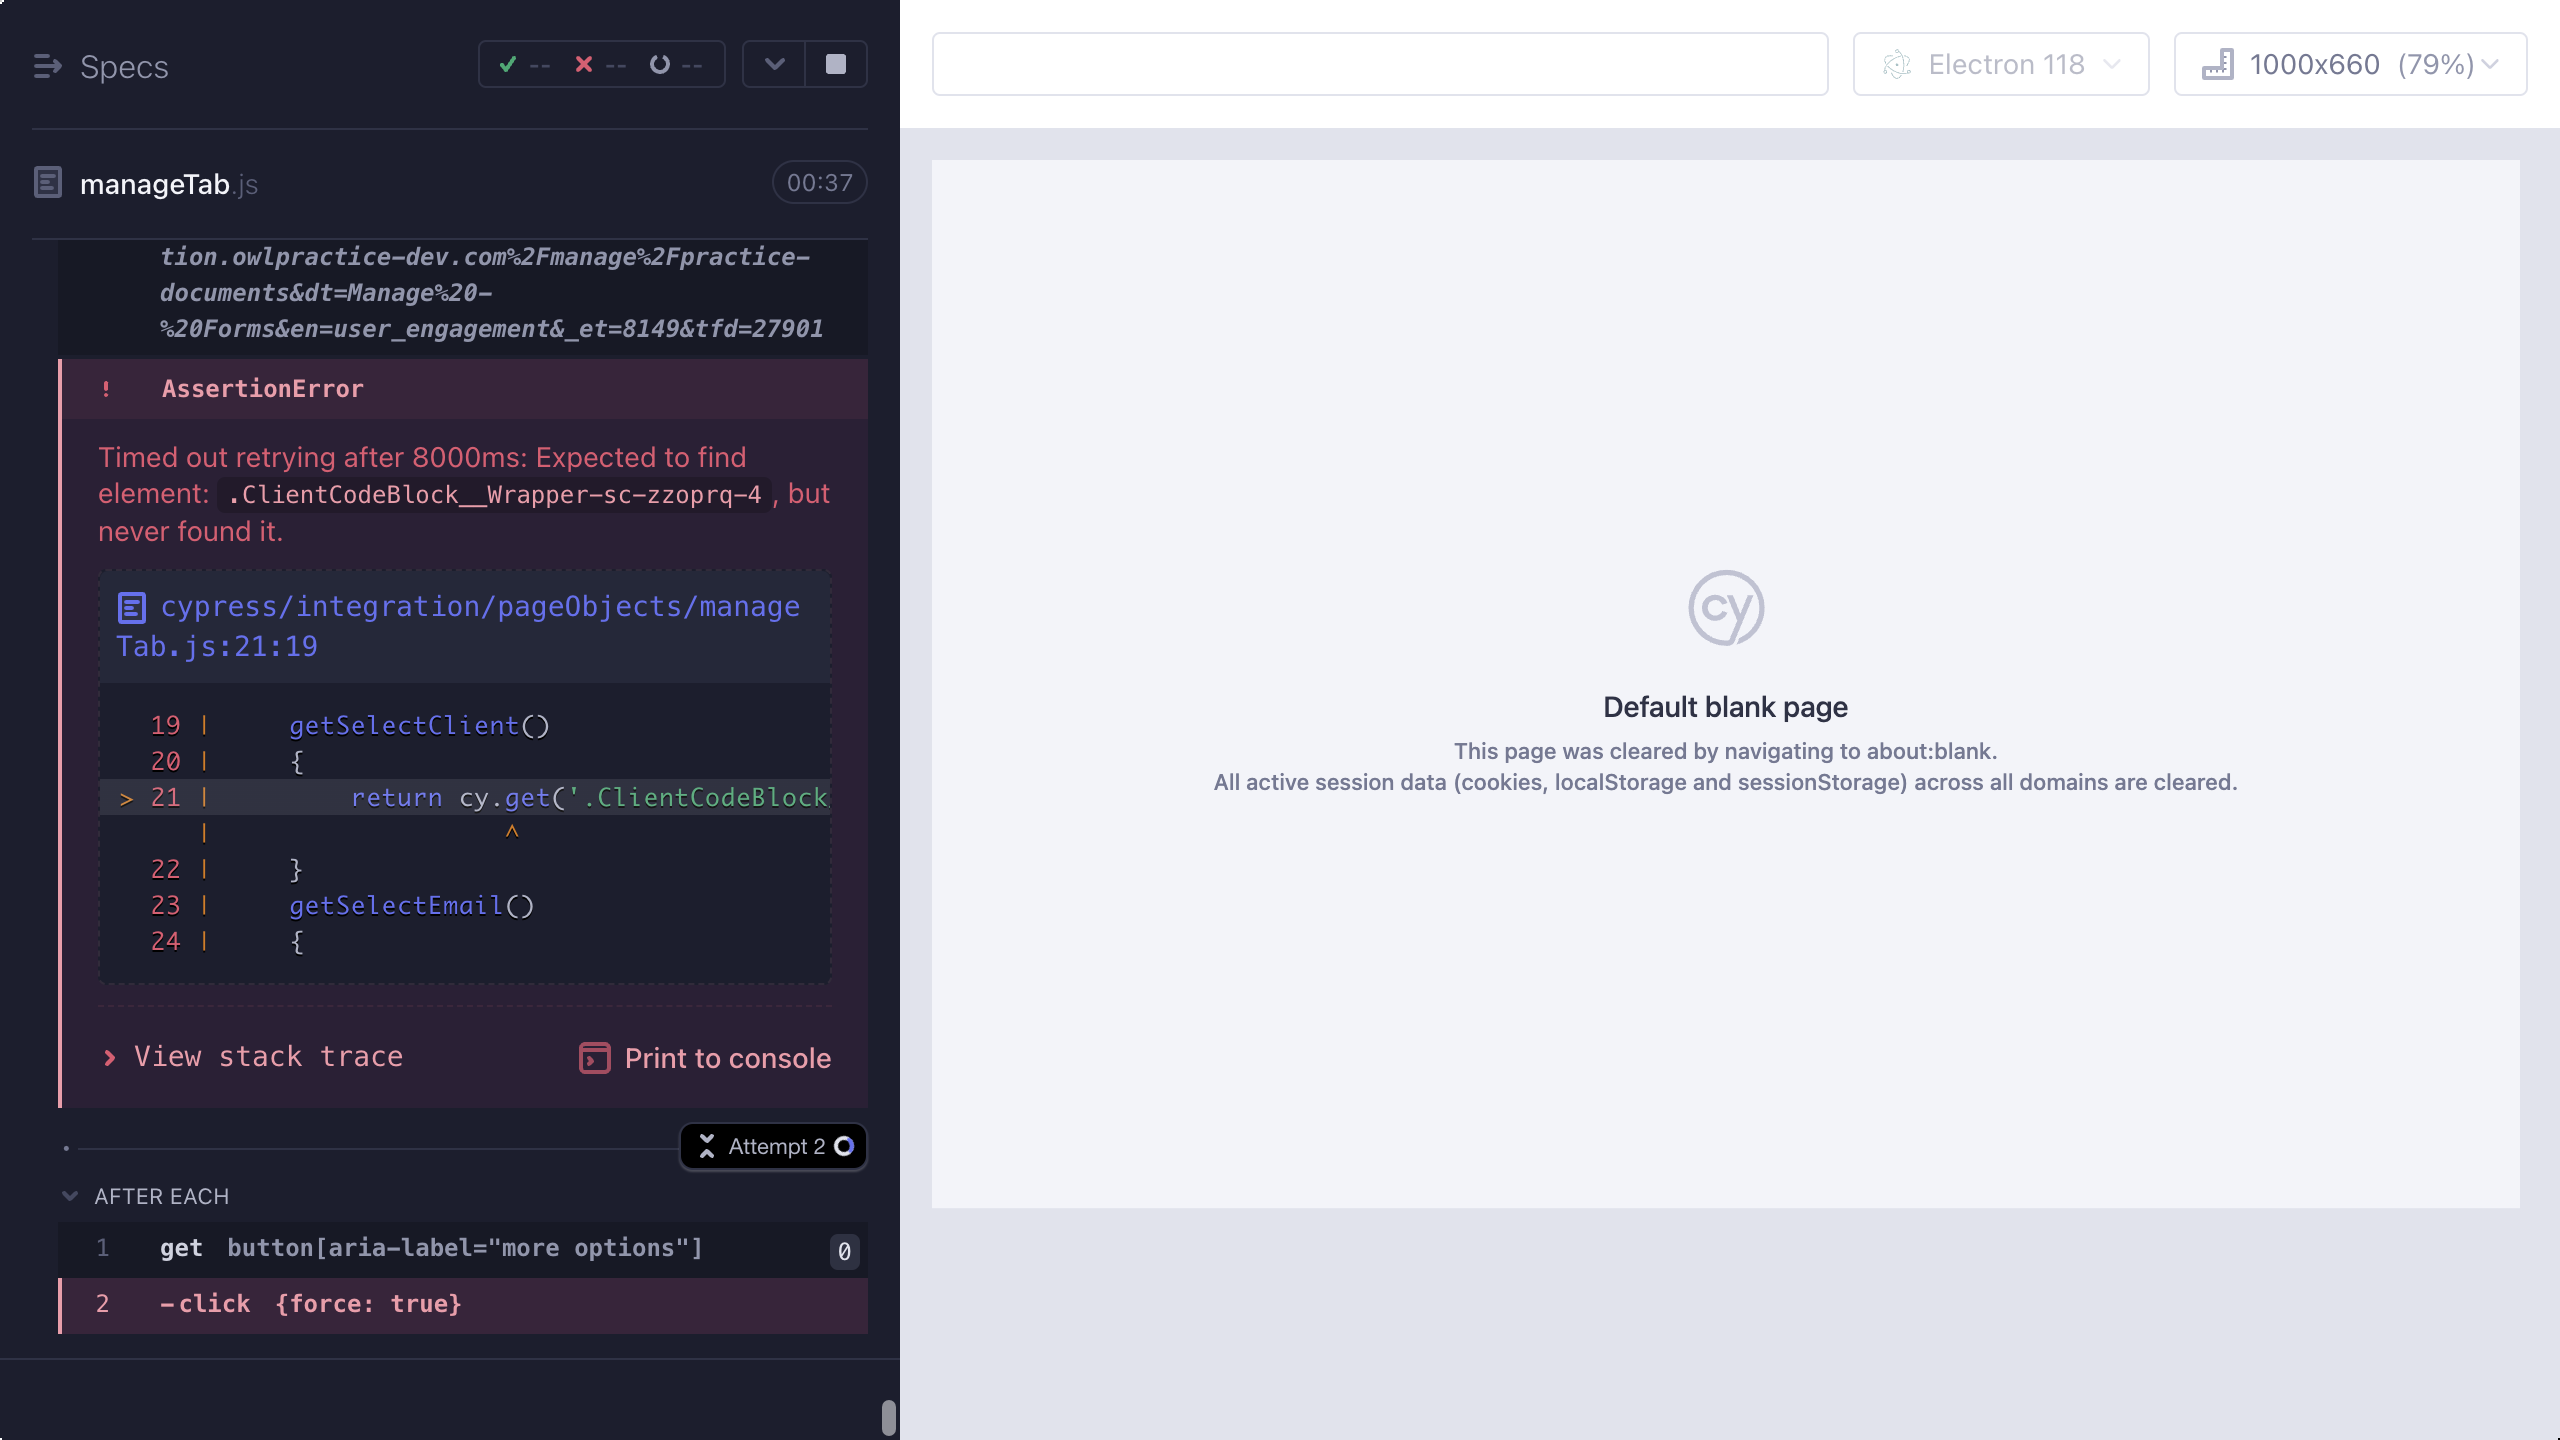 Specs
-- -- --
manageTab.js
00:37
tion.owlpractice-dev.com%2Fmanage%2Fpractice-
documents&dt=Manage%20-
%20Forms&en=user_engagement&_et=8149&tfd=27901
! AssertionError
Timed out retrying after 8000ms: Expected to find
element: .ClientCodeBlock__Wrapper-sc-zzoprq-4 , but
never found it.
cypress/integration/pageObjects/manage
Tab.js:21:19
19 | getSelectClient()
20 | {
> 21 | return cy.get('.ClientCodeBlock
| ^
22 | }
23 | getSelectEmail()
24 | {
View stack trace
Print to console
Attempt 2
AFTER EACH
1 get button[aria-label="more options"] 0
2 -click {force: true}
Electron 118
1000x660 (79%)
cy
Default blank page
This page was cleared by navigating to about:blank.
All active session data (cookies, localStorage and sessionStorage) across all domains are cleared.